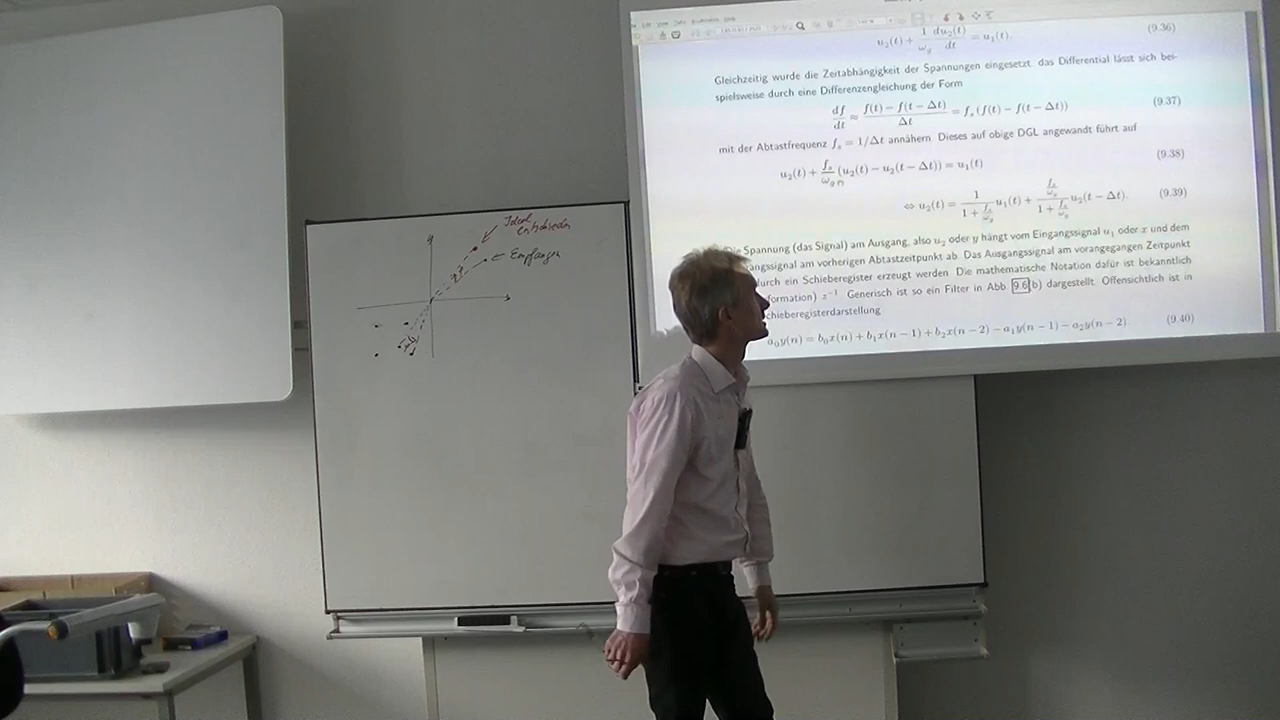 Ideal
Entschieden
Empfangen
u₂(t) + 1/ω_g du₂(t)/dt = u₁(t). (9.36)
Gleichzeitig wurde die Zeitabhängigkeit der Spannungen eingesetzt. das Differential lässt sich bei-
spielsweise durch eine Differenzengleichung der Form
df/dt ≈ f(t) − f(t − Δt)/Δt = f_s (f(t) − f(t − Δt)) (9.37)
mit der Abtastfrequenz f_s = 1/Δt annähern. Dieses auf obige DGL angewandt führt auf
u₂(t) + f_s/ω_g (u₂(t) − u₂(t − Δt)) = u₁(t) (9.38)
⇔ u₂(t) = 1/(1 + f_s/ω_g) u₁(t) + (f_s/ω_g)/(1 + f_s/ω_g) u₂(t − Δt). (9.39)
Die Spannung (das Signal) am Ausgang, also u₂ oder y hängt vom Eingangssignal u₁ oder x und dem
angssignal am vorherigen Abtastzeitpunkt ab. Das Ausgangssignal am vorangegangen Zeitpunkt
durch ein Schieberegister erzeugt werden. Die mathematische Notation dafür ist bekanntlich
formation) z⁻¹. Generisch ist so ein Filter in Abb. 9.6(b) dargestellt. Offensichtlich ist in
chieberegisterdarstellung
a₀y(n) = b₀x(n) + b₁x(n − 1) + b₂x(n − 2) − a₁y(n − 1) − a₂y(n − 2). (9.40)